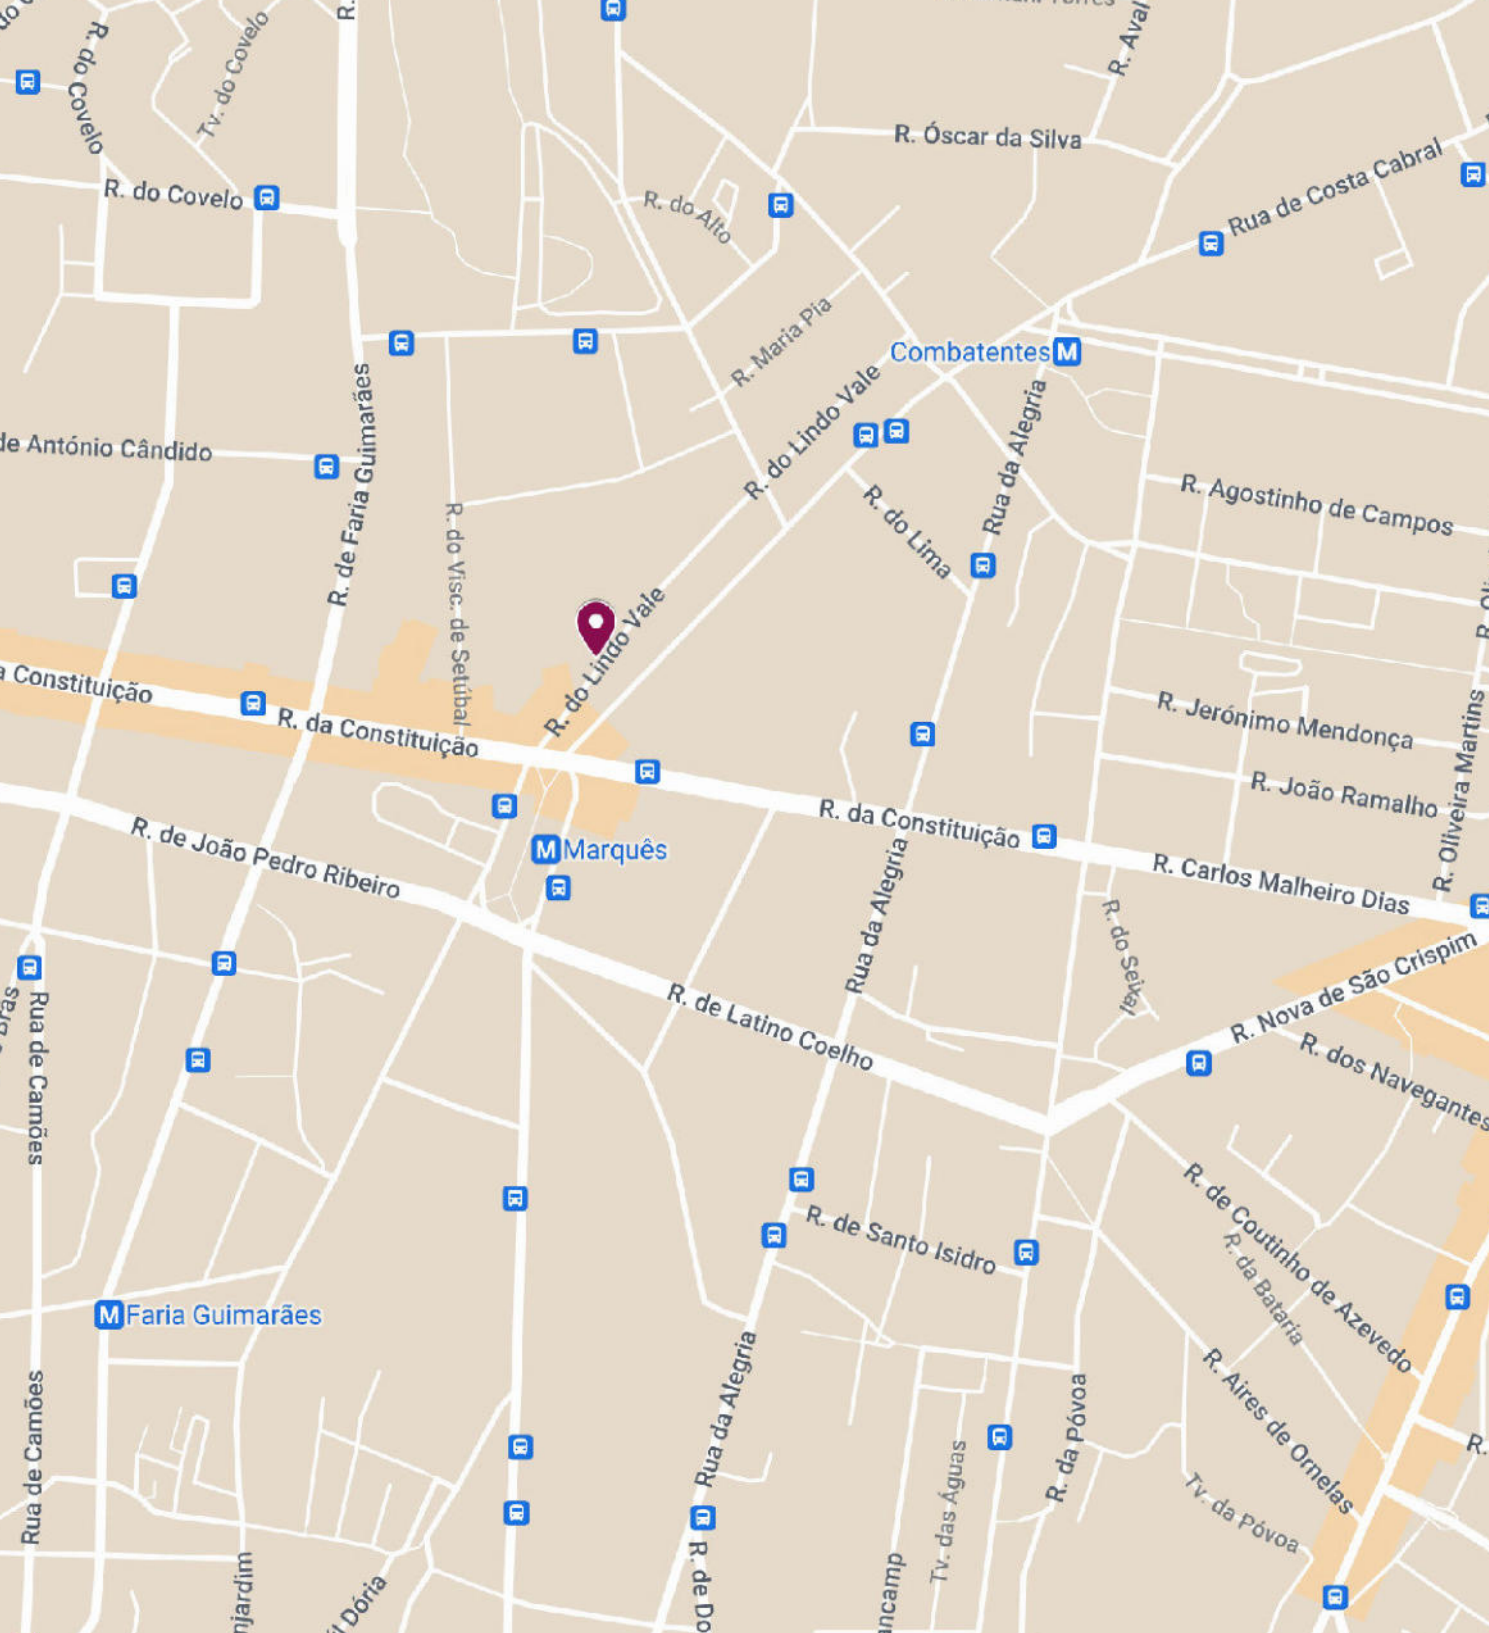 R. do Covelo
Tv. do Covelo
R.
R. Aval
R. Óscar da Silva
R. do Covelo
R. do Alto
Rua de Costa Cabral
R. Maria Pia
Combatentes
M
R. de Faria Guimarães
R. do Lindo Vale
Rua da Alegria
de António Cândido
R. do Visc. de Setúbal
R. do Lima
R. Agostinho de Campos
R. do Lindo Vale
a Constituição
R. da Constituição
R. Jerónimo Mendonça
R. João Ramalho
R. Oliveira Martins
R. da Constituição
R. de João Pedro Ribeiro
M
Marquês
R. Carlos Malheiro Dias
Rua da Alegria
R. do Seixal
R. Nova de São Crispim
R. de Latino Coelho
R. dos Navegantes
Rua de Camões
R. de Coutinho de Azevedo
R. da Bataria
R. de Santo Isidro
M
Faria Guimarães
R. Aires de Ornelas
Rua da Alegria
R. da Póvoa
Rua de Camões
Tv. das Águas
Tv. da Póvoa
R.
R. de Do
njardim
l Dória
ancamp